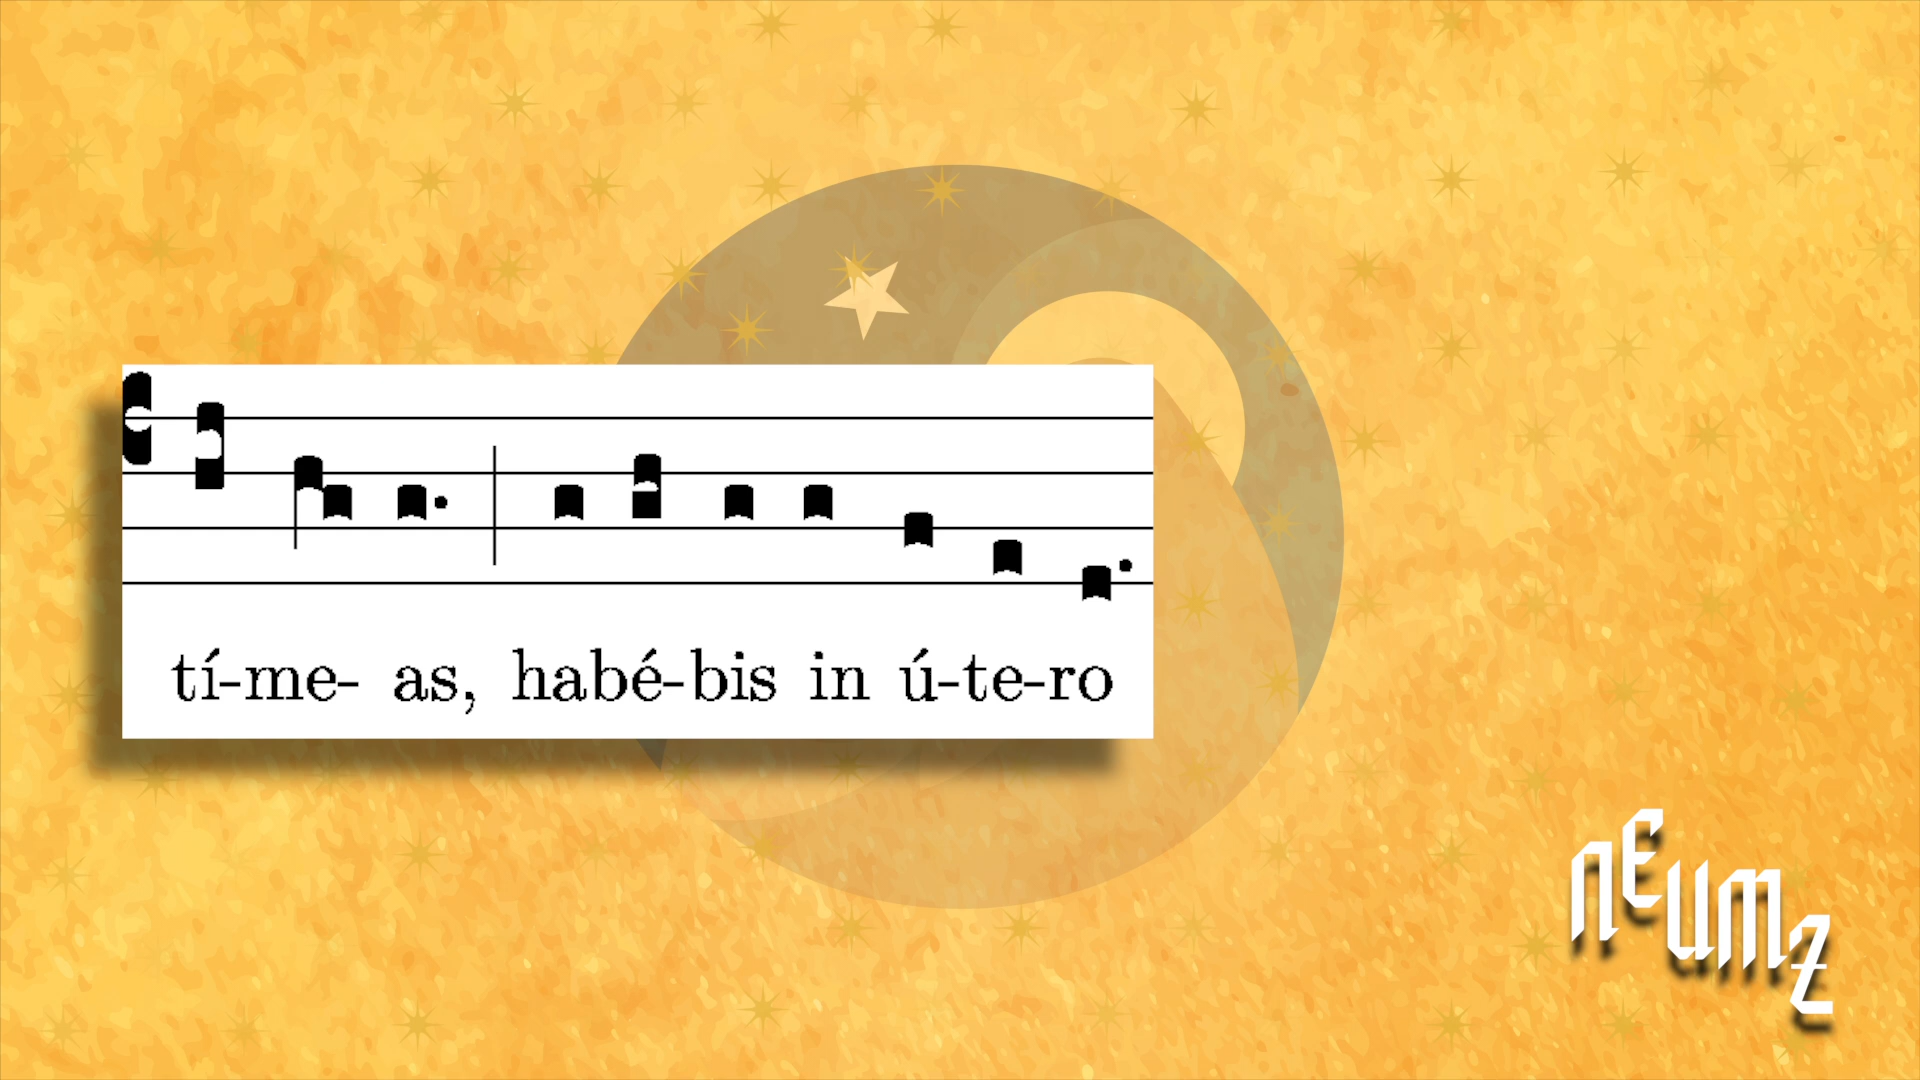 tí-me- as, habé-bis in ú-te-ro
neumz